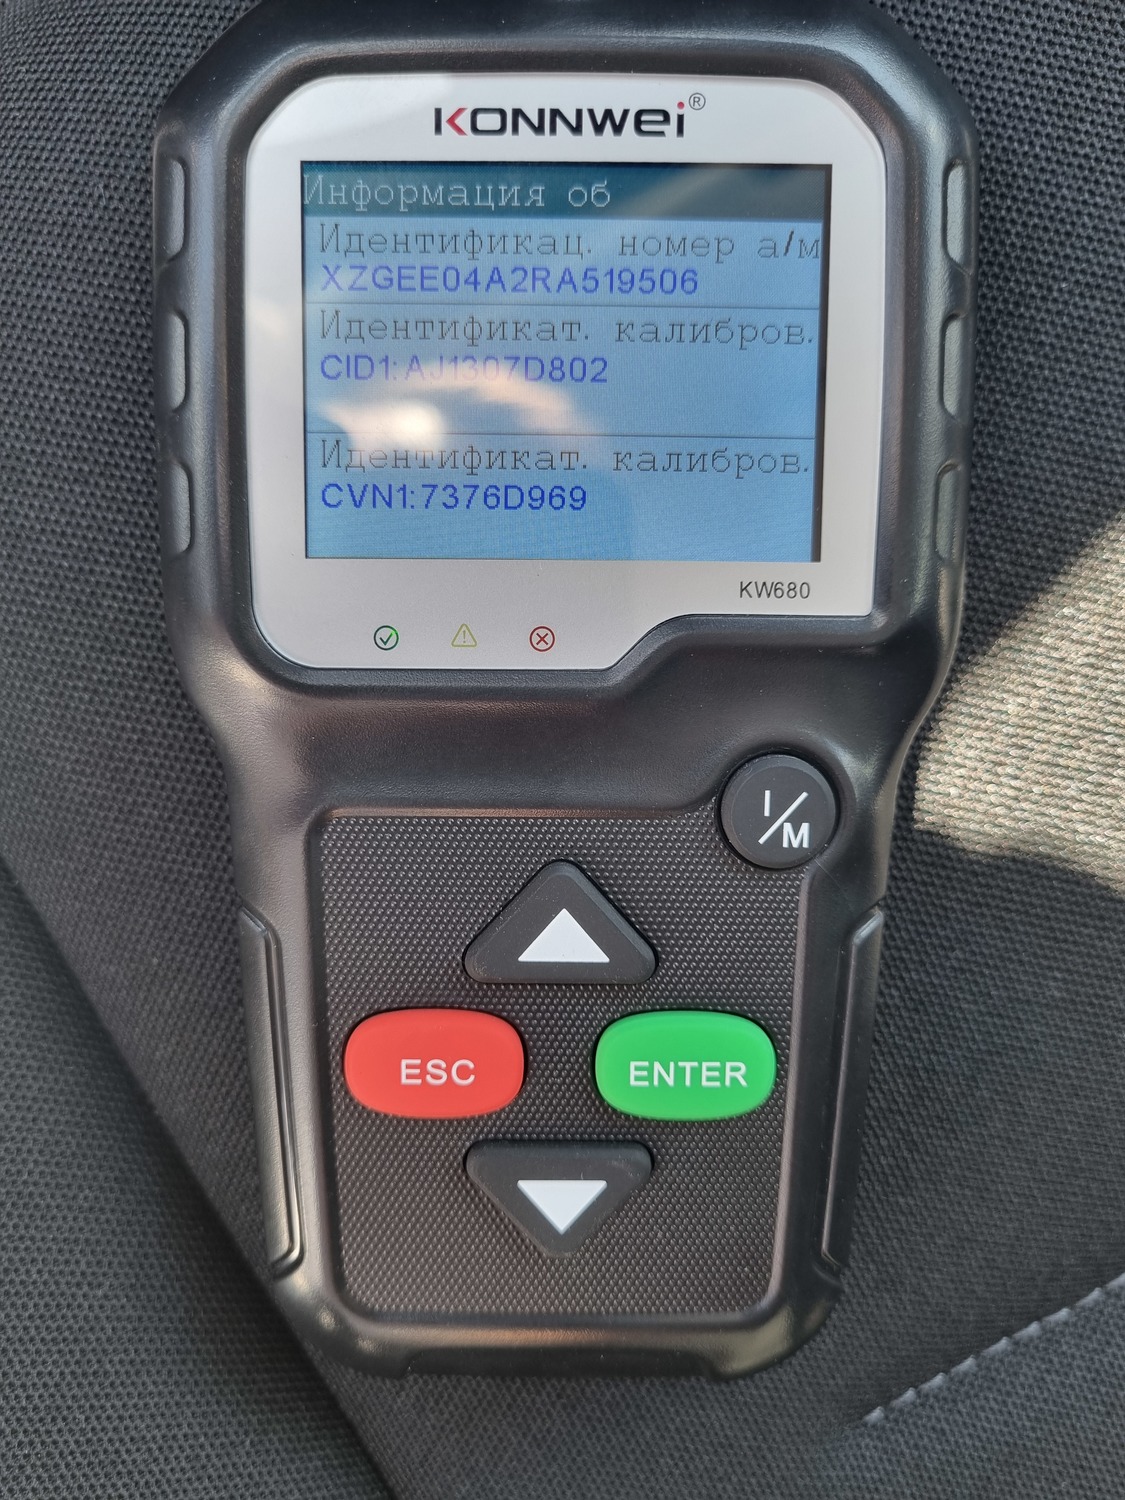 KONNWEi®
Информация об
Идентификац. номер а/м
XZGEE04A2RA519506
Идентификат. калибров.
CID1:AJ1307D802
Идентификат. калибров.
CVN1:7376D969
KW680
I/M
ESC
ENTER